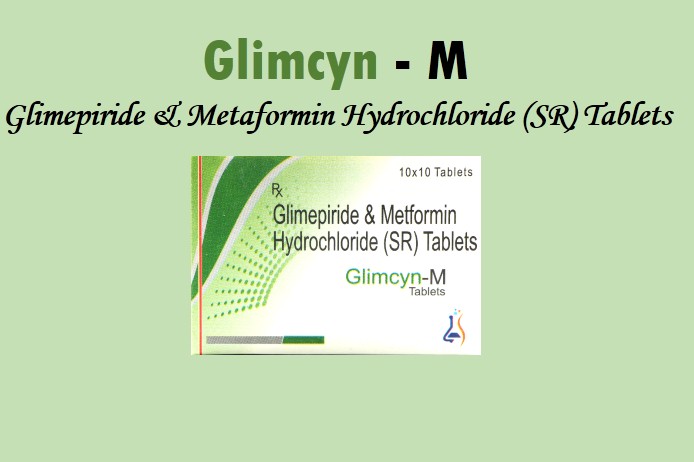 Glimcyn - M
Glimepiride & Metaformin Hydrochloride (SR) Tablets
10x10 Tablets
Rx
Glimepiride & Metformin
Hydrochloride (SR) Tablets
Glimcyn-M
Tablets